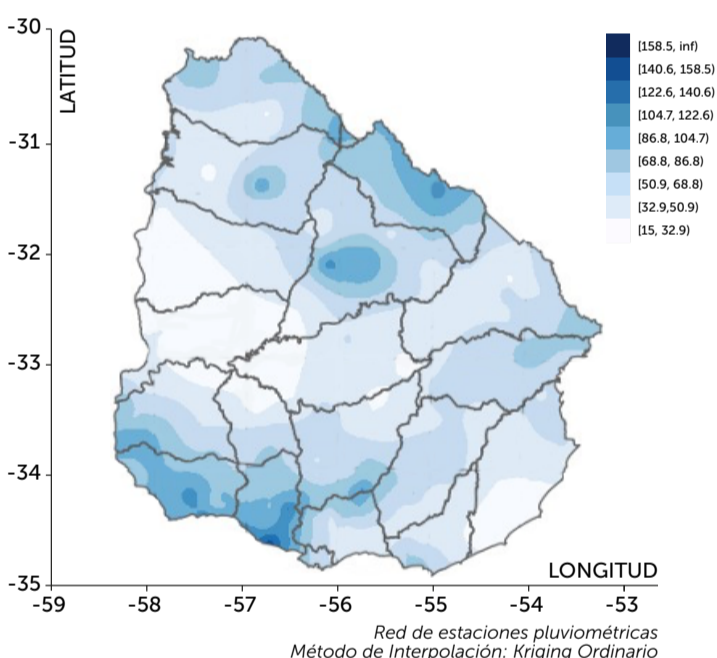 -30
LATITUD
-31
-32
-33
-34
-35
[158.5, inf)
[140.6, 158.5)
[122.6, 140.6)
[104.7, 122.6)
[86.8, 104.7)
[68.8, 86.8)
[50.9, 68.8)
[32.9,50.9)
[15, 32.9)
LONGITUD
-59 -58 -57 -56 -55 -54 -53
Red de estaciones pluviométricas
Método de Interpolación: Kriging Ordinario